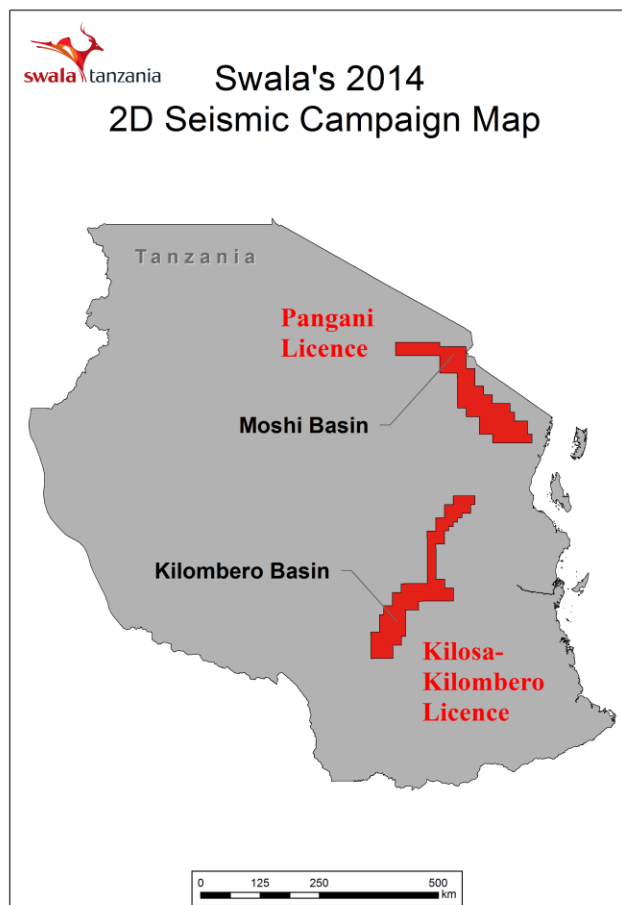 swala tanzania
Swala's 2014
2D Seismic Campaign Map
Tanzania
Pangani
Licence
Moshi Basin
Kilombero Basin
Kilosa-
Kilombero
Licence
0 125 250 500
km